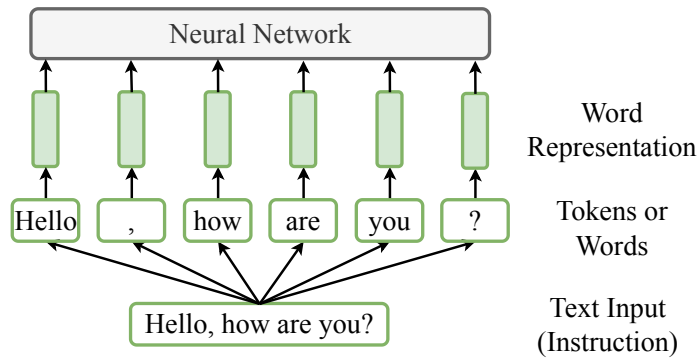 Neural Network
Word
Representation
Hello , how are you ?
Tokens or
Words
Hello, how are you?
Text Input
(Instruction)